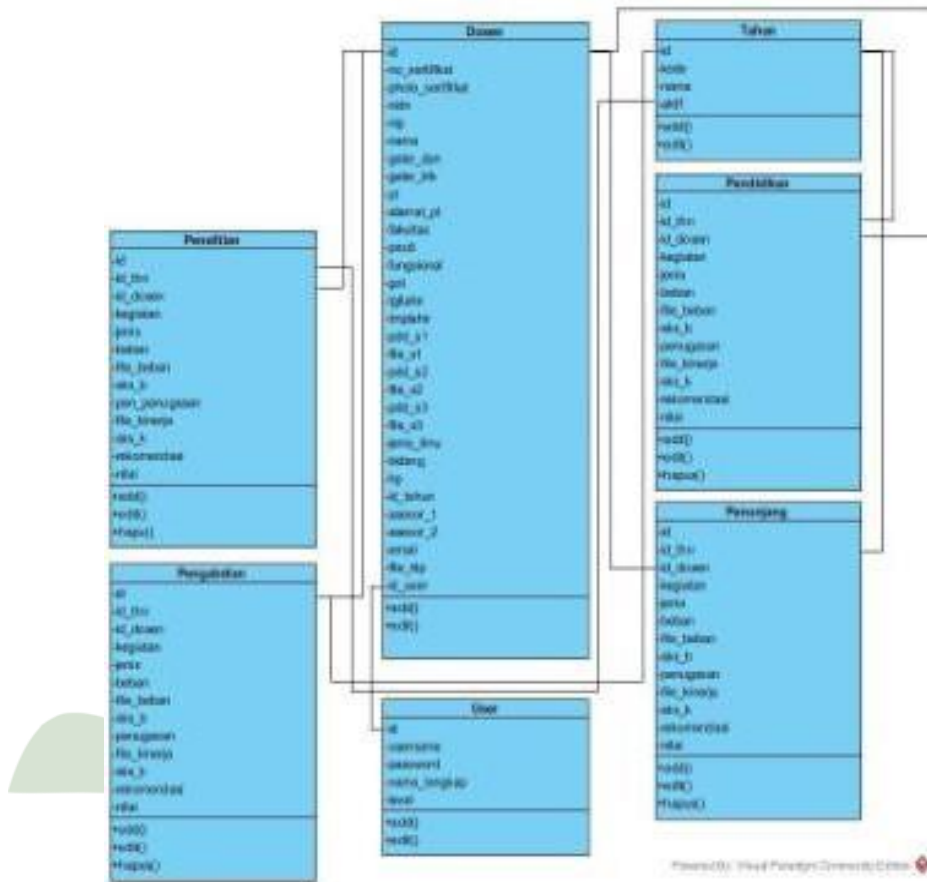 Dosen
-id
-no_sertifikat
-photo_sertifikat
-nidn
-nip
-nama
-gelar_dpn
-gelar_blk
-pt
-alamat_pt
-fakultas
-prodi
-fungsional
-gol
-tgllahir
-tmplahir
-pdd_s1
-file_s1
-pdd_s2
-file_s2
-pdd_s3
-file_s3
-jenis_ilmu
-bidang
-hp
-id_tahun
-asesor_1
-asesor_2
-email
-id_user
+add()
+edit()
Tahun
-id
-kode
-nama
-aktif
+add()
+edit()
Pendidikan
-id
-id_thn
-id_dosen
-kegiatan
-jenis
-beban
-file_beban
-sks_b
-penugasan
-file_kinerja
-sks_k
-rekomendasi
-nilai
+add()
+edit()
+hapus()
Penelitian
-id
-id_thn
-id_dosen
-kegiatan
-jenis
-beban
-file_beban
-sks_b
-file_kinerja
-sks_k
-rekomendasi
-nilai
+add()
+edit()
+hapus()
Penunjang
-id
-id_thn
-id_dosen
-kegiatan
-jenis
-beban
-file_beban
-sks_b
-penugasan
-file_kinerja
-sks_k
-rekomendasi
-nilai
+add()
+edit()
+hapus()
Pengabdian
-id
-id_thn
-id_dosen
-kegiatan
-jenis
-beban
-file_beban
-sks_b
-penugasan
-file_kinerja
-sks_k
-rekomendasi
-nilai
+add()
+edit()
+hapus()
User
-id
-username
-password
-nama_lengkap
-level
+add()
+edit()
Powered By Visual Paradigm Community Edition